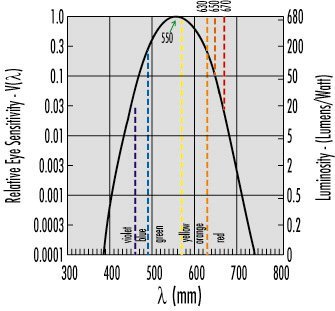 630
650
670
1.0
0.3
0.1
0.03
0.01
0.003
0.001
0.0003
0.0001
Relative Eye Sensitivity - V(λ)
550
violet
blue
green
yellow
orange
red
680
200
50
20
5
2
0.5
0.2
0
Luminosity - (Lumens/Watt)
300 400 500 600 700 800
λ (mm)